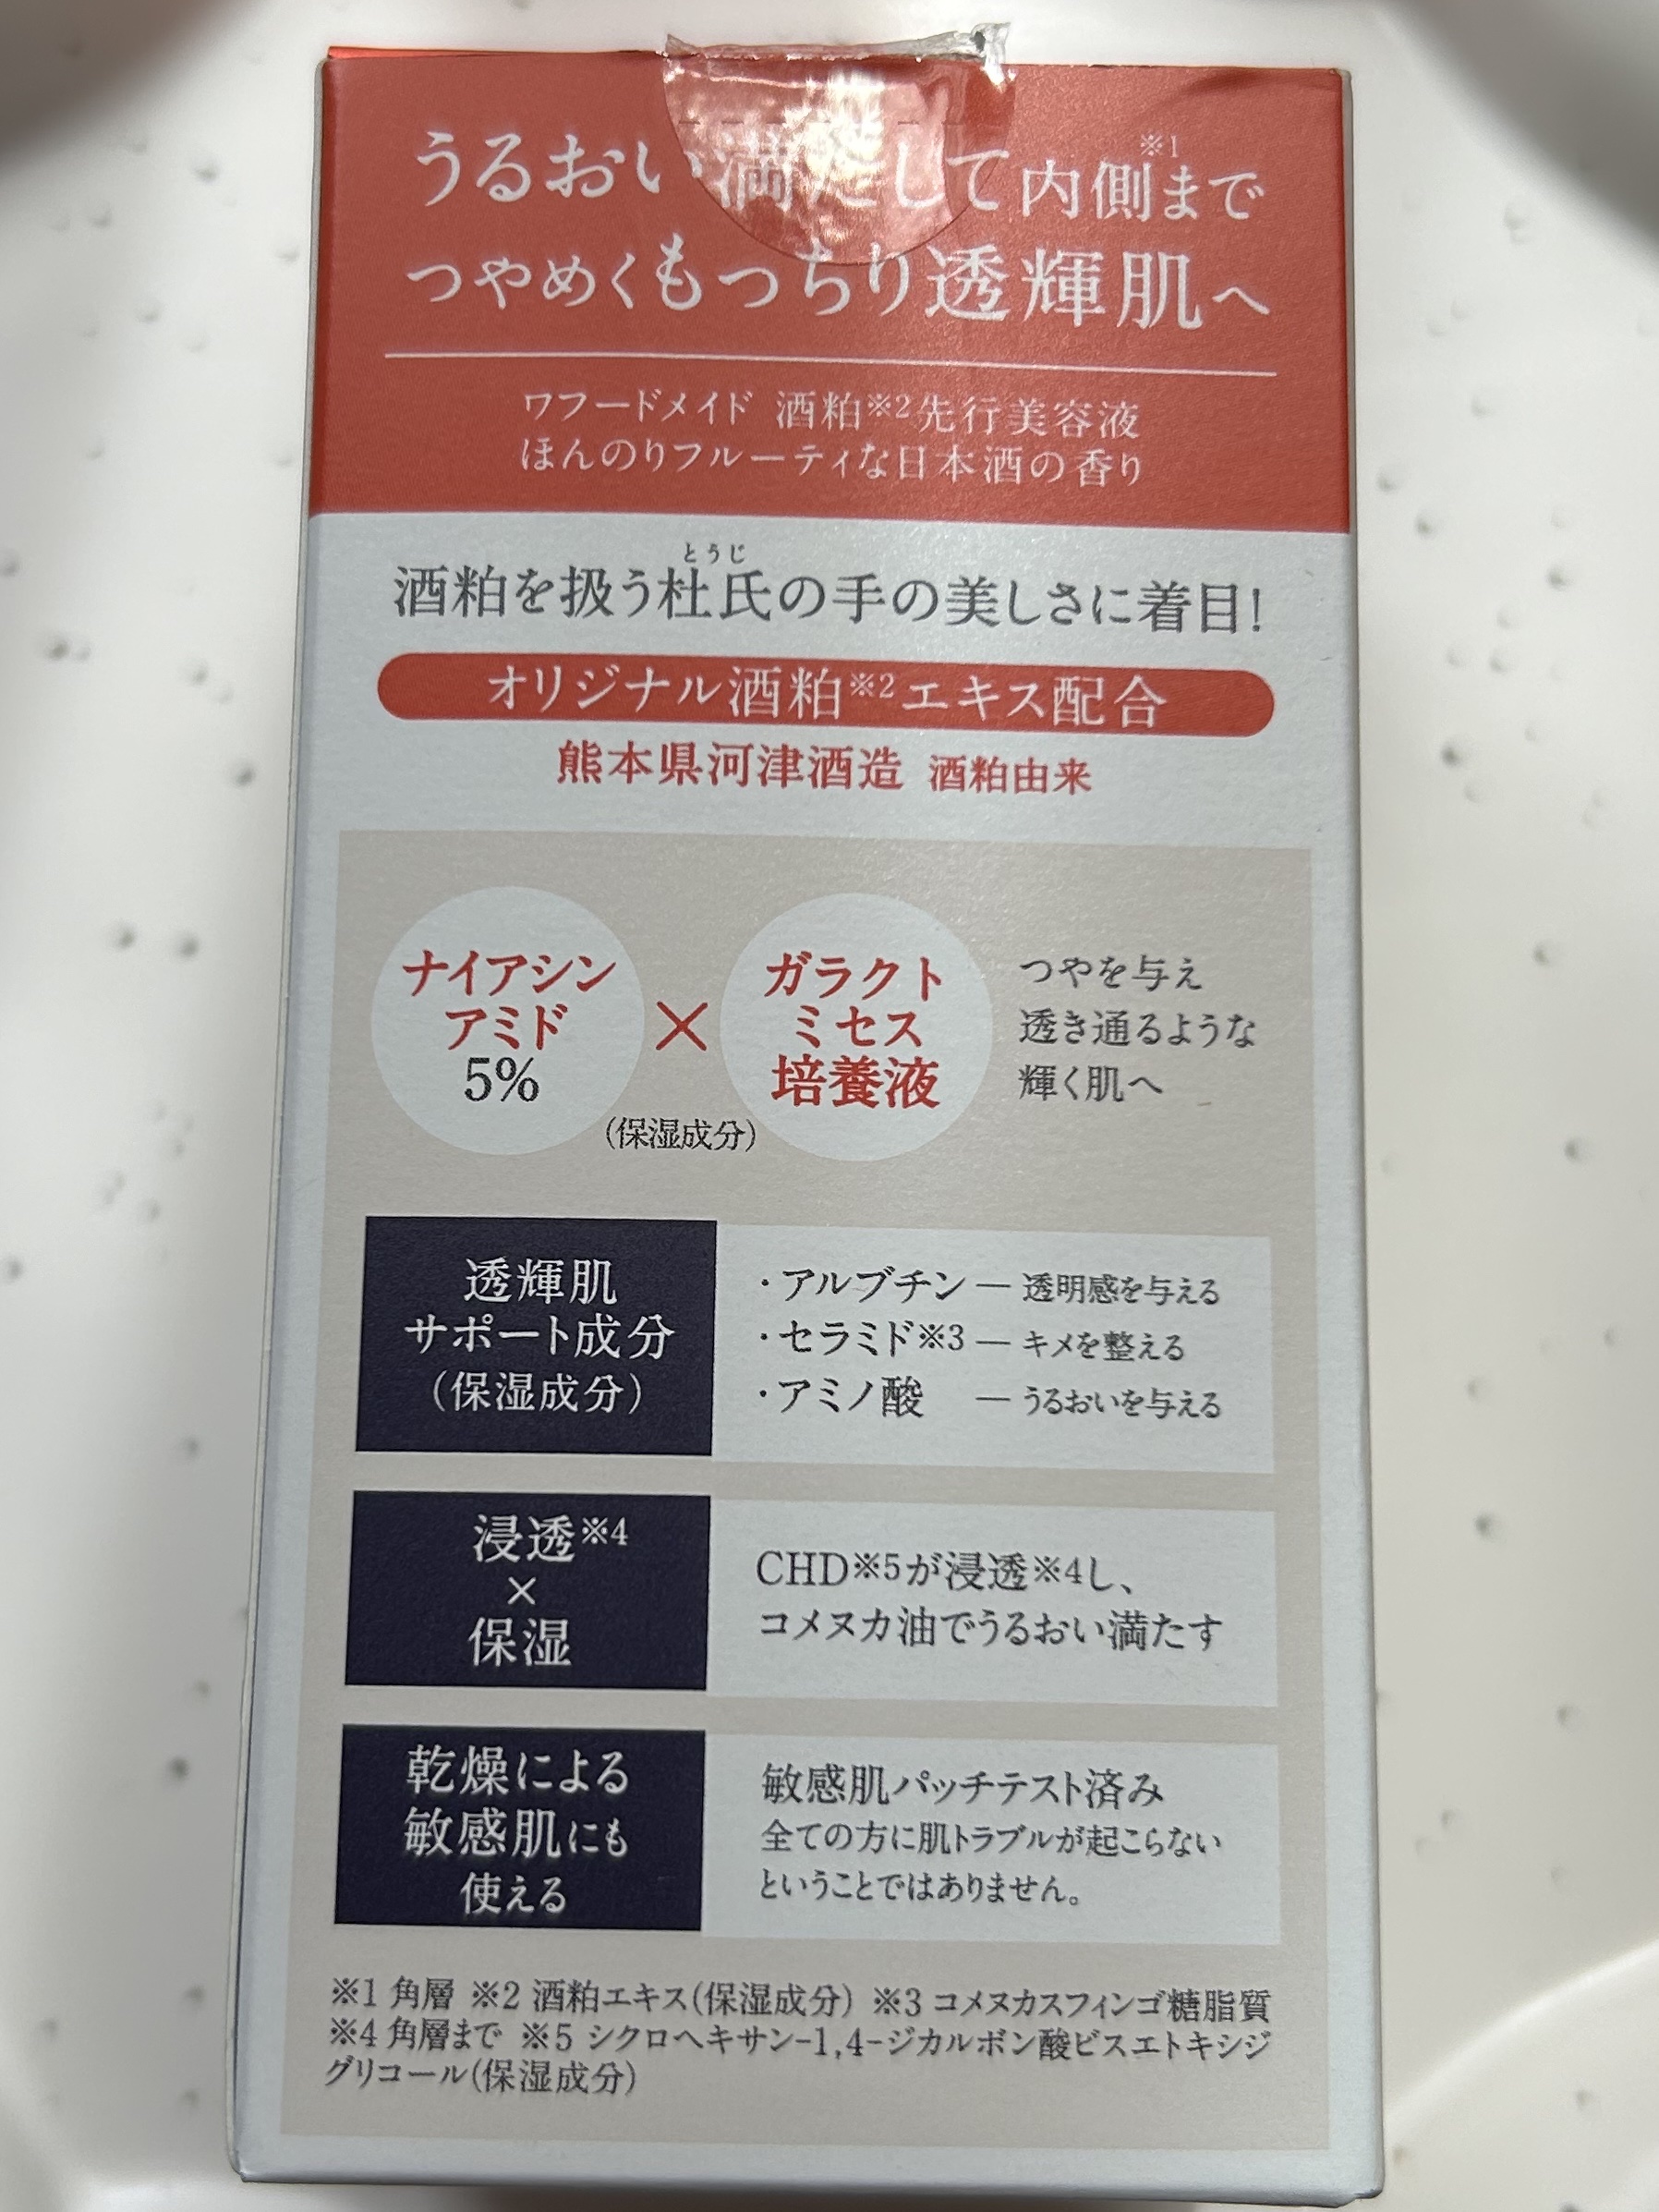 うるおい満たして内側※1まで
つやめくもっちり透輝肌へ
ワフードメイド 酒粕※2先行美容液
ほんのりフルーティな日本酒の香り
とうじ
酒粕を扱う杜氏の手の美しさに着目!
オリジナル酒粕※2エキス配合
熊本県河津酒造 酒粕由来
ナイアシン
アミド
5%
×
ガラクト
ミセス
培養液
(保湿成分)
つやを与え
透き通るような
輝く肌へ
透輝肌
サポート成分
(保湿成分)
・アルブチン ― 透明感を与える
・セラミド※3 ― キメを整える
・アミノ酸 ― うるおいを与える
浸透※4
×
保湿
CHD※5が浸透※4し、
コメヌカ油でうるおい満たす
乾燥による
敏感肌にも
使える
敏感肌パッチテスト済み
全ての方に肌トラブルが起こらない
ということではありません。
※1 角層 ※2 酒粕エキス(保湿成分) ※3 コメヌカスフィンゴ糖脂質
※4 角層まで ※5 シクロヘキサン-1,4-ジカルボン酸ビスエトキシジ
グリコール(保湿成分)